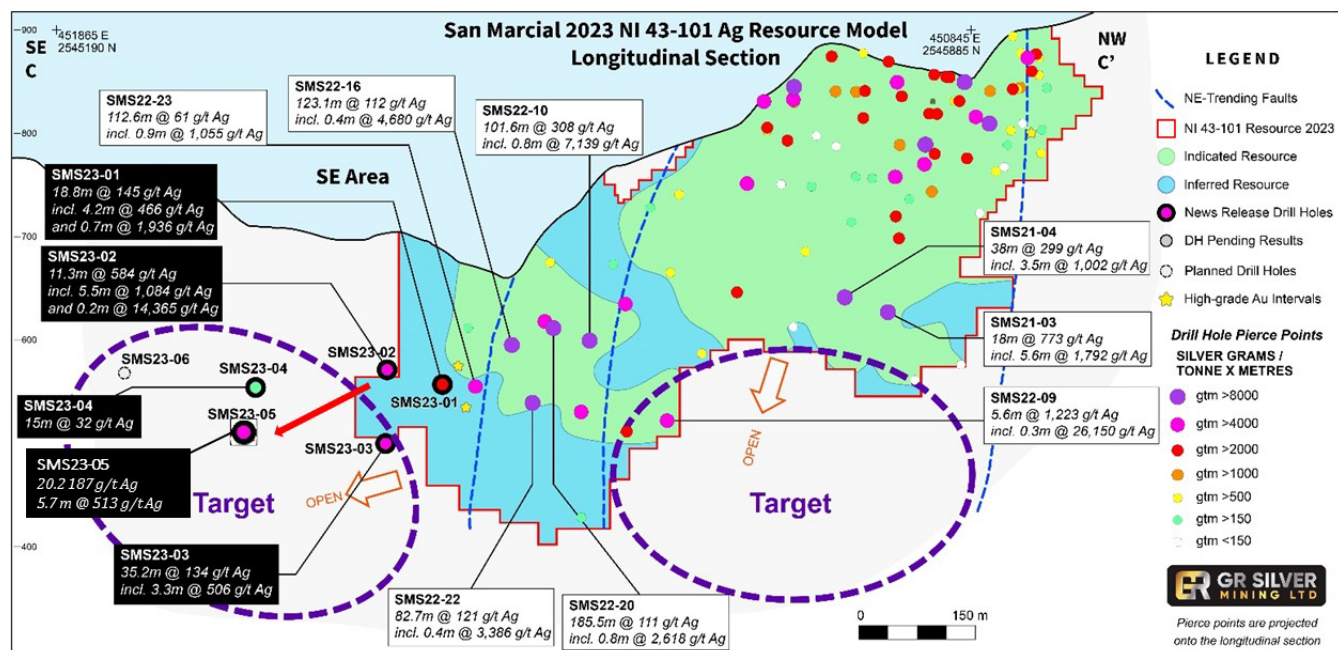 San Marcial 2023 NI 43-101 Ag Resource Model
Longitudinal Section
900
451865 E
2545190 N
SE
C
450845 E
2545885 N
NW
C'
800
700
600
400
SMS22-23
112.6m @ 61 g/t Ag
incl. 0.9m @ 1,055 g/t Ag
SMS22-16
123.1m @ 112 g/t Ag
incl. 0.4m @ 4,680 g/t Ag
SMS22-10
101.6m @ 308 g/t Ag
incl. 0.8m @ 7,139 g/t Ag
SE Area
SMS23-01
18.8m @ 145 g/t Ag
incl. 4.2m @ 466 g/t Ag
and 0.7m @ 1,936 g/t Ag
SMS23-02
11.3m @ 584 g/t Ag
incl. 5.5m @ 1,084 g/t Ag
and 0.2m @ 14,365 g/t Ag
SMS21-04
38m @ 299 g/t Ag
incl. 3.5m @ 1,002 g/t Ag
SMS21-03
18m @ 773 g/t Ag
incl. 5.6m @ 1,792 g/t Ag
SMS22-09
5.6m @ 1,223 g/t Ag
incl. 0.3m @ 26,150 g/t Ag
SMS23-06
SMS23-04
SMS23-02
SMS23-01
SMS23-05
SMS23-03
SMS23-04
15m @ 32 g/t Ag
SMS23-05
20.2 187 g/t Ag
5.7 m @ 513 g/t Ag
SMS23-03
35.2m @ 134 g/t Ag
incl. 3.3m @ 506 g/t Ag
Target
OPEN
OPEN
Target
SMS22-22
82.7m @ 121 g/t Ag
incl. 0.4m @ 3,386 g/t Ag
SMS22-20
185.5m @ 111 g/t Ag
incl. 0.8m @ 2,618 g/t Ag
0 150 m
LEGEND
NE-Trending Faults
NI 43-101 Resource 2023
Indicated Resource
Inferred Resource
News Release Drill Holes
DH Pending Results
Planned Drill Holes
High-grade Au Intervals
Drill Hole Pierce Points
SILVER GRAMS /
TONNE X METRES
gtm >8000
gtm >4000
gtm >2000
gtm >1000
gtm >500
gtm >150
gtm <150
GR SILVER
MINING LTD
Pierce points are projected
onto the longitudinal section